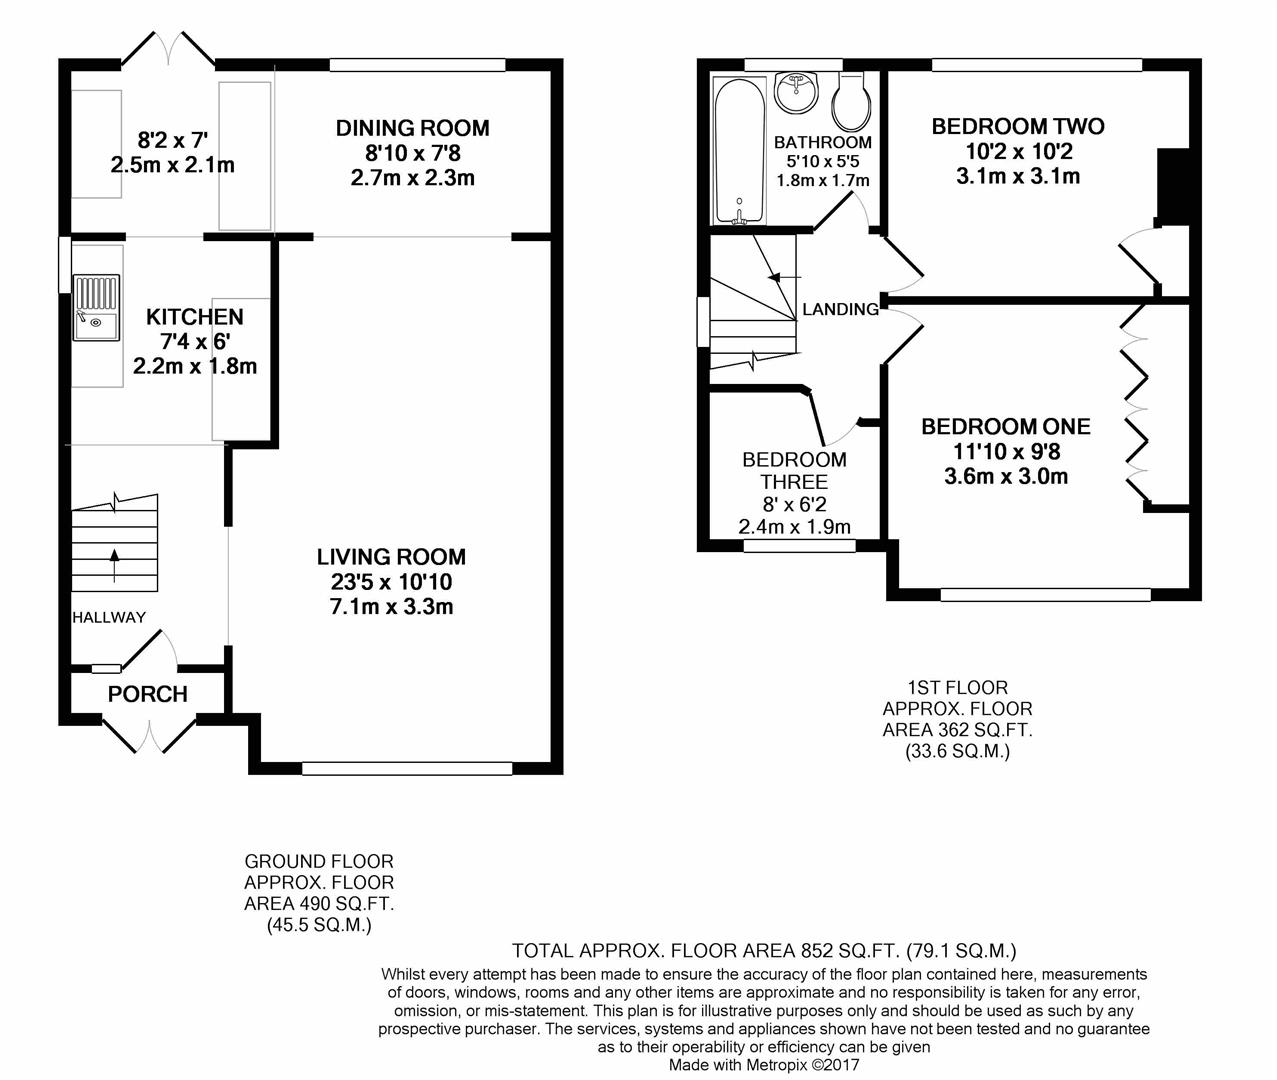 8'2 x 7'
2.5m x 2.1m
DINING ROOM
8'10 x 7'8
2.7m x 2.3m
KITCHEN
7'4 x 6'
2.2m x 1.8m
LIVING ROOM
23'5 x 10'10
7.1m x 3.3m
HALLWAY
PORCH
GROUND FLOOR
APPROX. FLOOR
AREA 490 SQ.FT.
(45.5 SQ.M.)
BATHROOM
5'10 x 5'5
1.8m x 1.7m
BEDROOM TWO
10'2 x 10'2
3.1m x 3.1m
LANDING
BEDROOM ONE
11'10 x 9'8
3.6m x 3.0m
BEDROOM
THREE
8' x 6'2
2.4m x 1.9m
1ST FLOOR
APPROX. FLOOR
AREA 362 SQ.FT.
(33.6 SQ.M.)
TOTAL APPROX. FLOOR AREA 852 SQ.FT. (79.1 SQ.M.)
Whilst every attempt has been made to ensure the accuracy of the floor plan contained here, measurements
of doors, windows, rooms and any other items are approximate and no responsibility is taken for any error,
omission, or mis-statement. This plan is for illustrative purposes only and should be used as such by any
prospective purchaser. The services, systems and appliances shown have not been tested and no guarantee
as to their operability or efficiency can be given
Made with Metropix ©2017